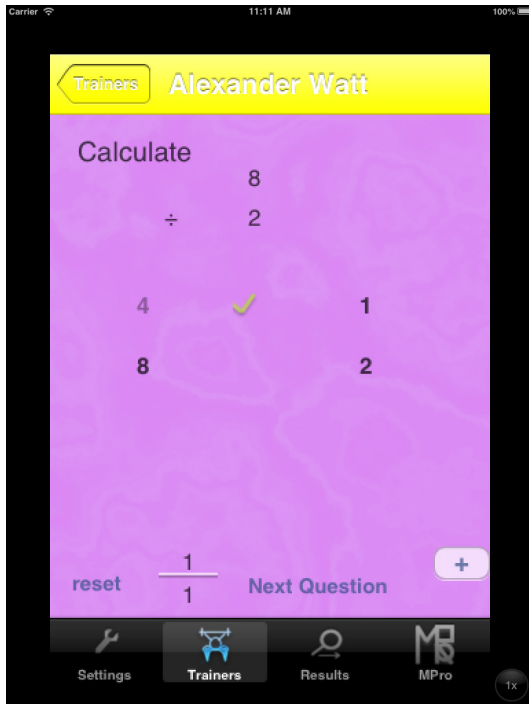 Carrier 11:11 AM 100%
Trainers Alexander Watt
Calculate
8
÷ 2
4 1
8 2
1
reset Next Question +
1
Settings Trainers Results MPro
1x